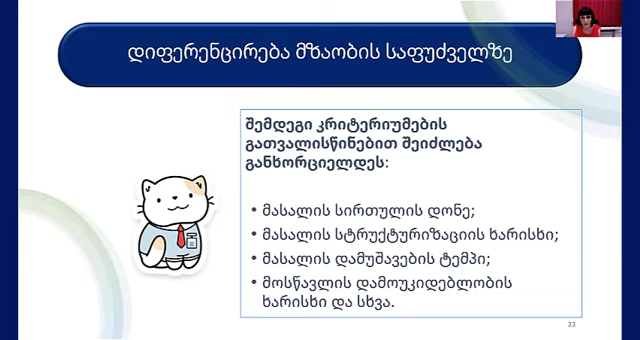 დიფერენცირება მზაობის საფუძველზე
შემდეგი კრიტერიუმების
გათვალისწინებით შეიძლება
განხორციელდეს:
• მასალის სირთულის დონე;
• მასალის სტრუქტურიზაციის ხარისხი;
• მასალის დამუშავების ტემპი;
• მოსწავლის დამოუკიდებლობის
ხარისხი და სხვა.
23